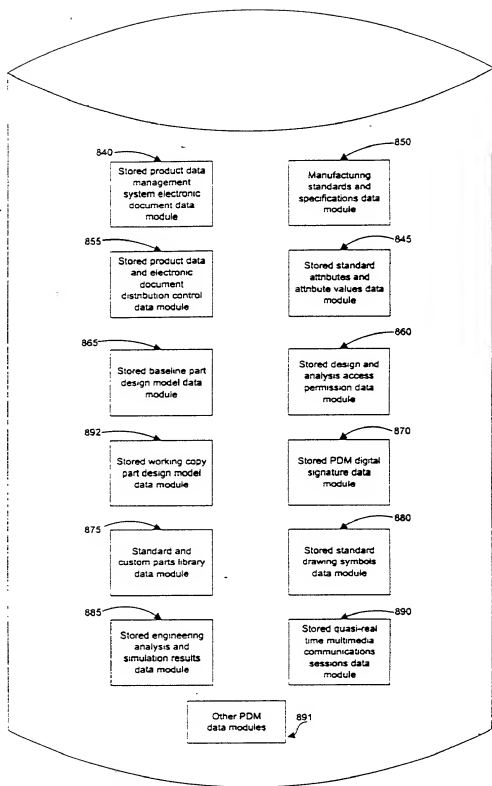 840
Stored product data
management
system electronic
document data
module
850
Manufacturing
standards and
specifications data
module
855
Stored product data
and electronic
document
distribution control
data module
845
Stored standard
attributes and
attribute values data
module
865
Stored baseline part
design model data
module
860
Stored design and
analysis access
permission data
module
892
Stored working copy
part design model
data module
870
Stored PDM digital
signature data
module
875
Standard and
custom parts library
data module
880
Stored standard
drawing symbols
data module
885
Stored engineering
analysis and
simulation results
data module
890
Stored quasi-real
time multimedia
communications
sessions data
module
Other PDM
data modules
891